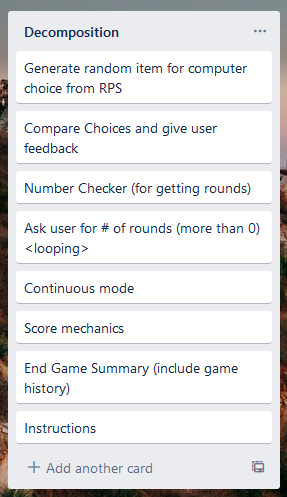 Decomposition
Generate random item for computer
choice from RPS
Compare Choices and give user
feedback
Number Checker (for getting rounds)
Ask user for # of rounds (more than 0)
<looping>
Continuous mode
Score mechanics
End Game Summary (include game
history)
Instructions
+ Add another card